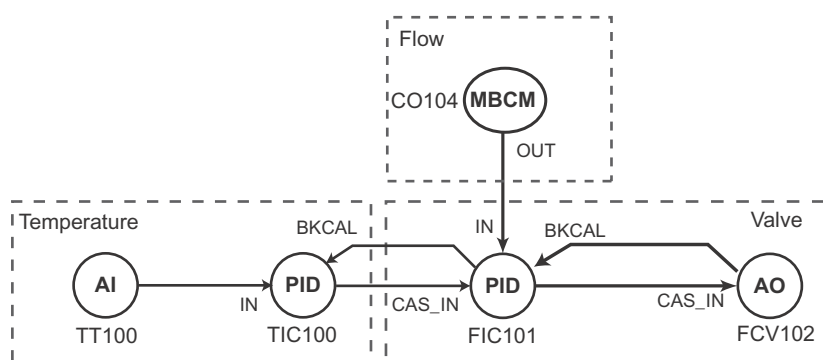 Flow
CO104
MBCM
OUT
Temperature
Valve
BKCAL
IN
BKCAL
AI
PID
PID
AO
IN
CAS_IN
CAS_IN
TT100
TIC100
FIC101
FCV102